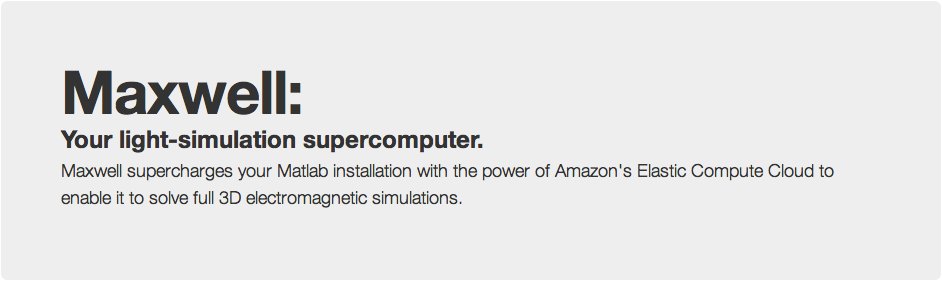 Maxwell:
Your light-simulation supercomputer.
Maxwell supercharges your Matlab installation with the power of Amazon's Elastic Compute Cloud to
enable it to solve full 3D electromagnetic simulations.